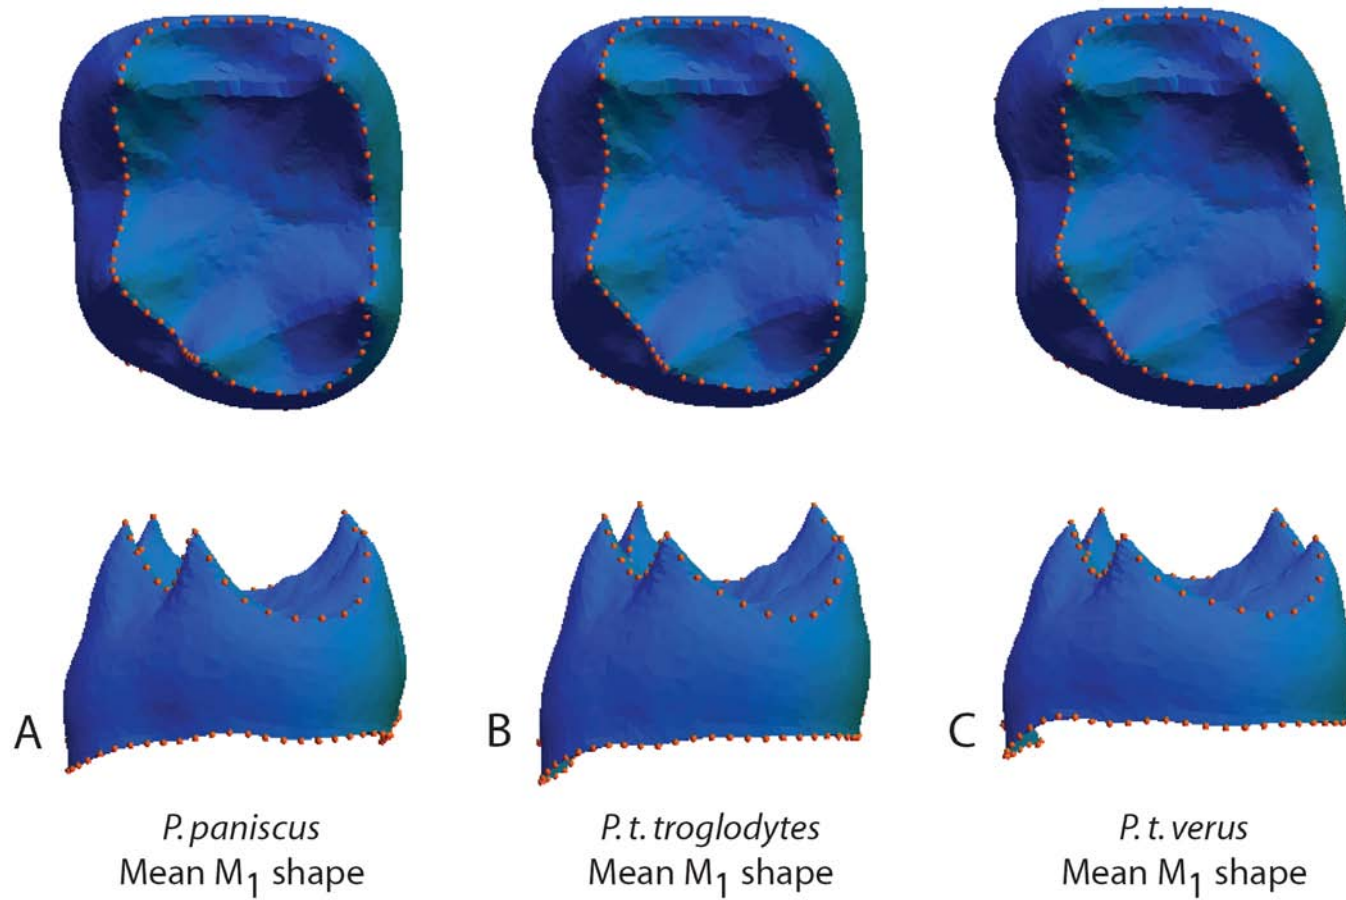 A
B
C
P. paniscus
Mean M1 shape
P. t. troglodytes
Mean M1 shape
P. t. verus
Mean M1 shape